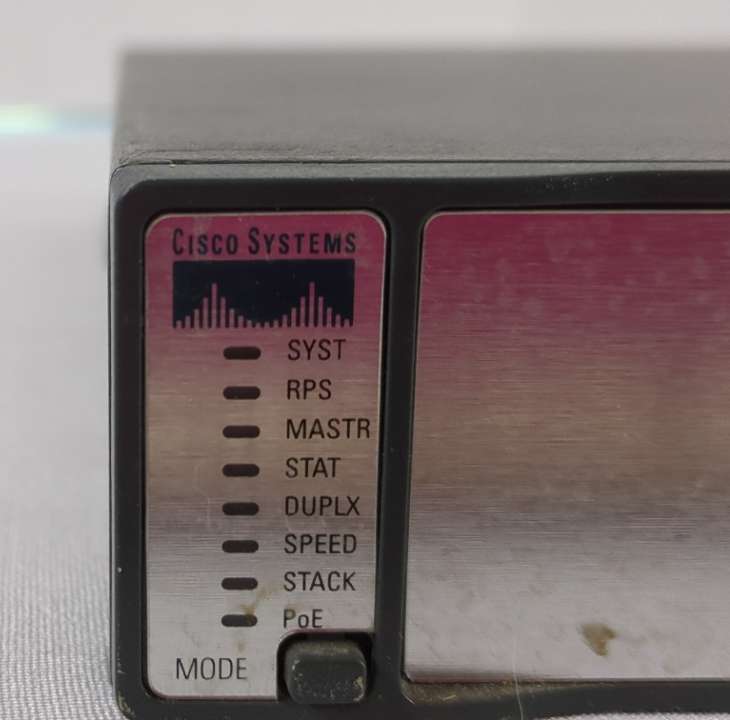 CISCO SYSTEMS
SYST
RPS
MASTR
STAT
DUPLX
SPEED
STACK
PoE
MODE